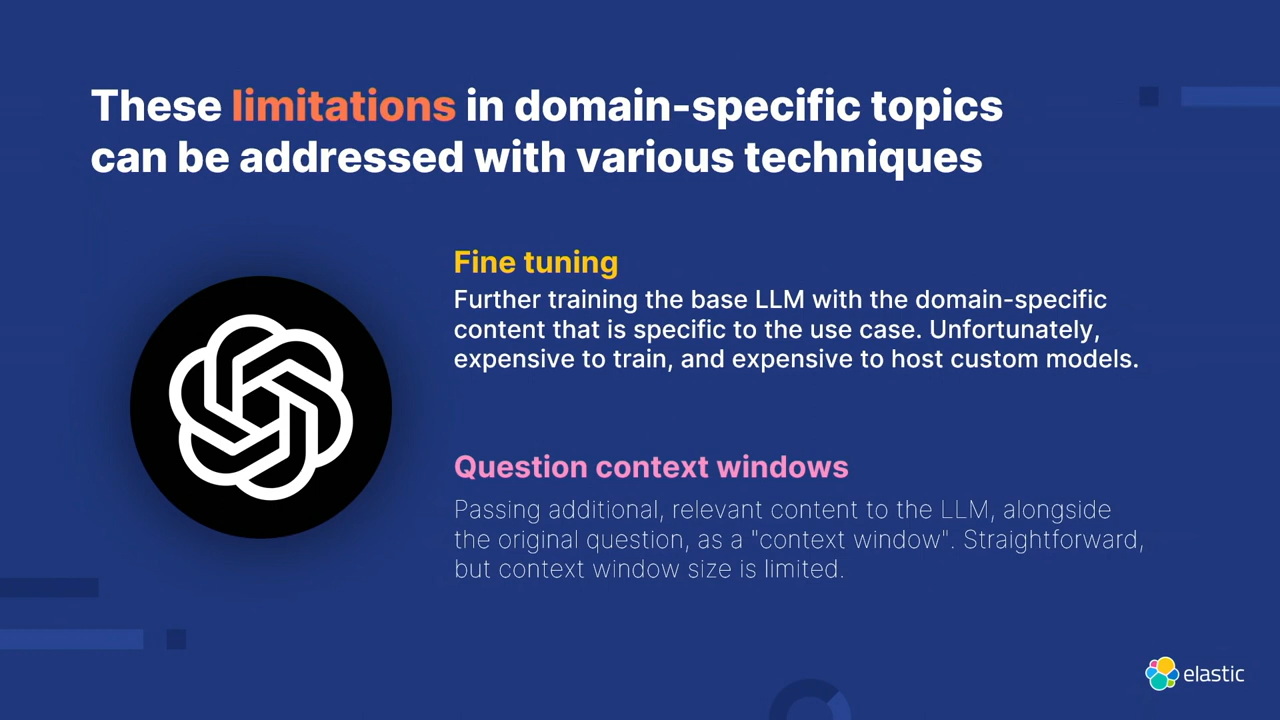 These limitations in domain-specific topics
can be addressed with various techniques
Fine tuning
Further training the base LLM with the domain-specific
content that is specific to the use case. Unfortunately,
expensive to train, and expensive to host custom models.
Question context windows
Passing additional, relevant content to the LLM, alongside
the original question, as a "context window". Straightforward,
but context window size is limited.
elastic